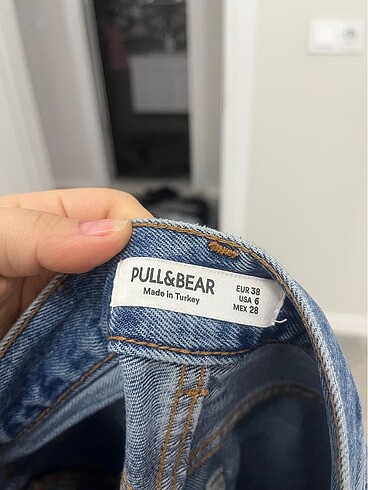 PULL&BEAR
Made in Turkey
EUR 38
USA 6
MEX 28